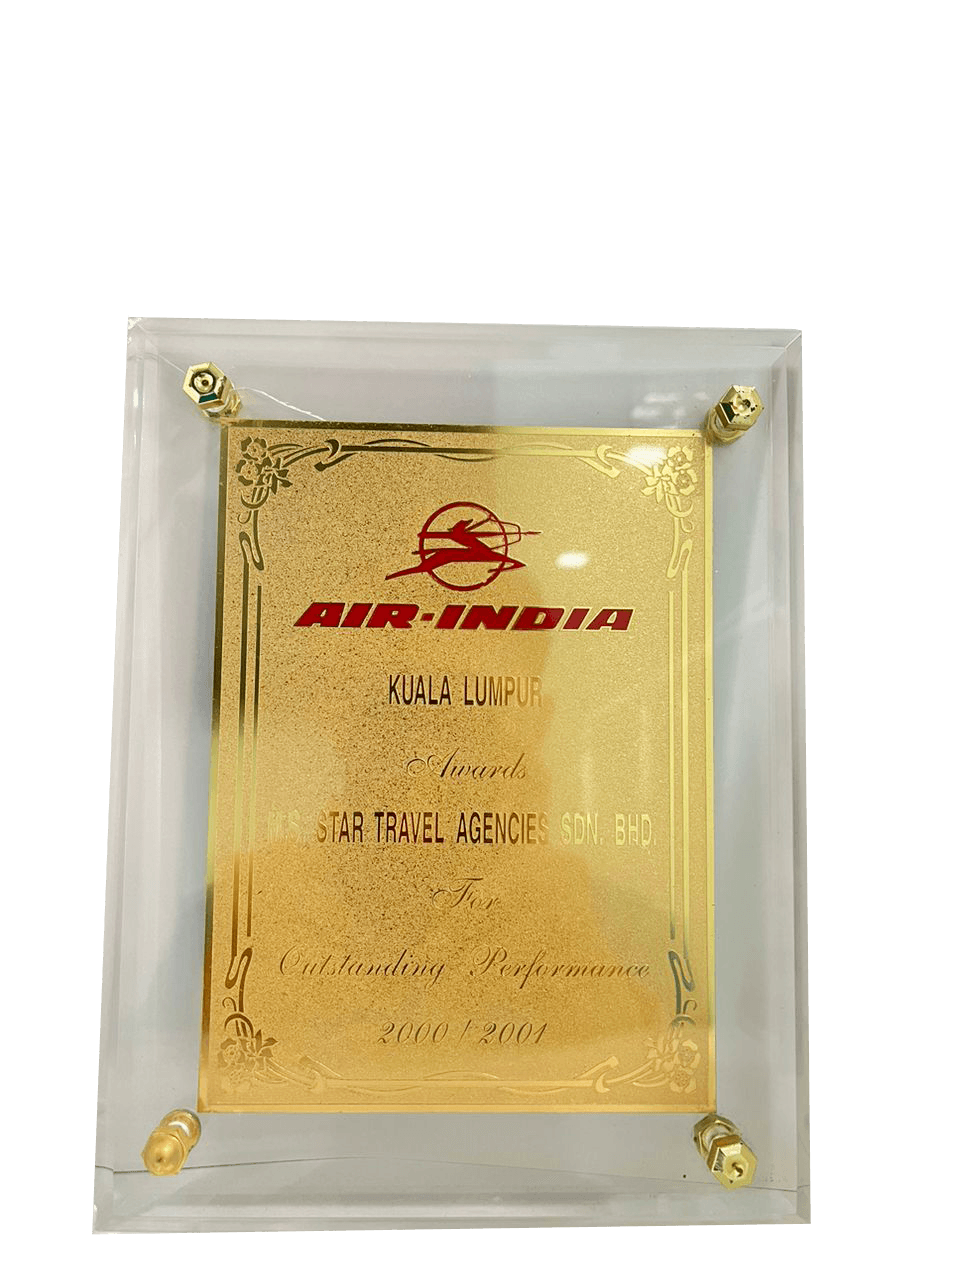 AIR-INDIA
KUALA LUMPUR
Awards
STAR TRAVEL AGENCIES SDN. BHD.
For
Outstanding Performance
2000 / 2001